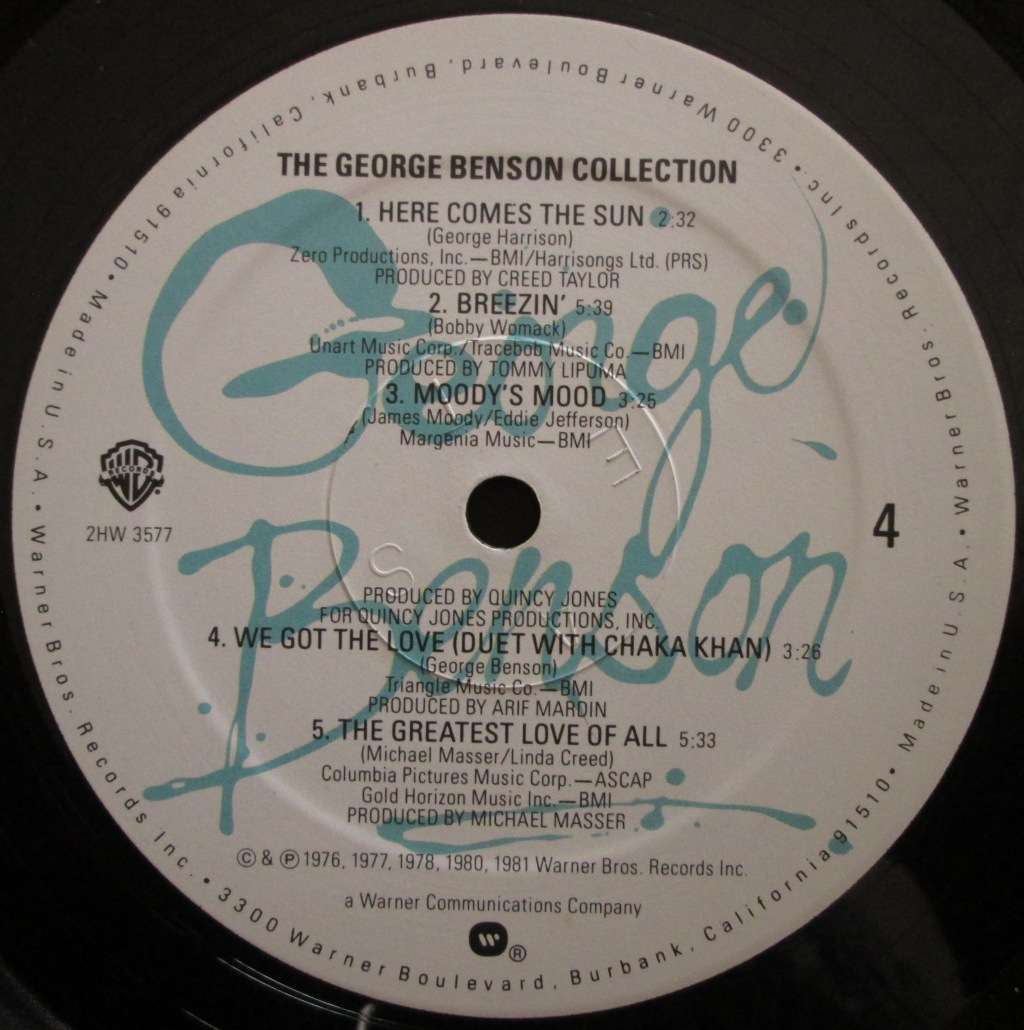 THE GEORGE BENSON COLLECTION
1. HERE COMES THE SUN 2:32
(George Harrison)
Zero Productions, Inc.—BMI/Harrisongs Ltd. (PRS)
PRODUCED BY CREED TAYLOR
2. BREEZIN' 5:39
(Bobby Womack)
Unart Music Corp./Tracebob Music Co.—BMI
PRODUCED BY TOMMY LIPUMA
3. MOODY'S MOOD 3:25
(James Moody/Eddie Jefferson)
Margenia Music—BMI
W RECORDS B
2HW 3577
4
PRODUCED BY QUINCY JONES
FOR QUINCY JONES PRODUCTIONS, INC.
4. WE GOT THE LOVE (DUET WITH CHAKA KHAN) 3:26
(George Benson)
Triangle Music Co.—BMI
PRODUCED BY ARIF MARDIN
5. THE GREATEST LOVE OF ALL 5:33
(Michael Masser/Linda Creed)
Columbia Pictures Music Corp.—ASCAP
Gold Horizon Music Inc.—BMI
PRODUCED BY MICHAEL MASSER
© & ℗ 1976, 1977, 1978, 1980, 1981 Warner Bros. Records Inc.
a Warner Communications Company
®
George
Benson
Warner Bros. Records Inc. • 3300 Warner Boulevard, Burbank, California 91510 • Made in U.S.A. •
Warner Bros. Records Inc. • 3300 Warner Boulevard, Burbank, California 91510 • Made in U.S.A. •